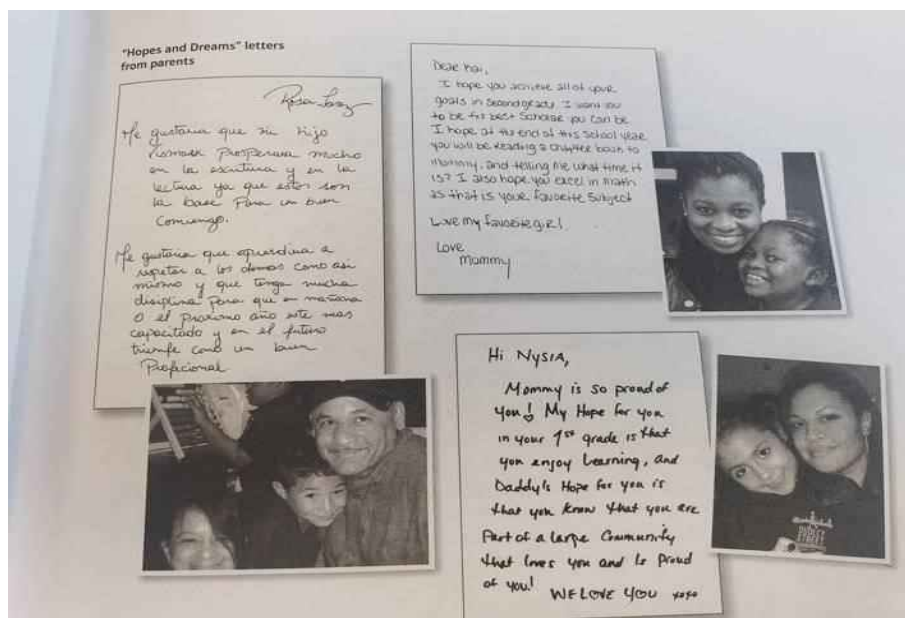 "Hopes and Dreams" letters
from parents
Rosa
Me gustaria que mi hijo
prosperara mucho
en la escritura y en la
lectura ya que estos son
la base para un buen
comienzo.
Me gustaria que aprendiera a
a los demas como asi
mismo y que tenga mucha
disiplina para que en mañana
o el proximo año este mas
capacitado y en el futuro
triunfe como un buen
Profecional
Dear Kai,
I hope you achieve all of your
goals in second grade. I want you
to be the best Scholar you can be
I hope at the end of this School year
you will be Reading a chapter book to
Mommy, and telling me what time it
is? I also hope you excel in math
as that is your favorite Subject
Love my favorite girl!
Love
Mommy
Hi Nysia,
Mommy is so proud of
you! My Hope for you
in your 1st grade is that
you enjoy Learning, and
Daddy's Hope for you is
that you know that you are
Part of a large Community
that loves you and is proud
of you! WE LOVE YOU xoxo